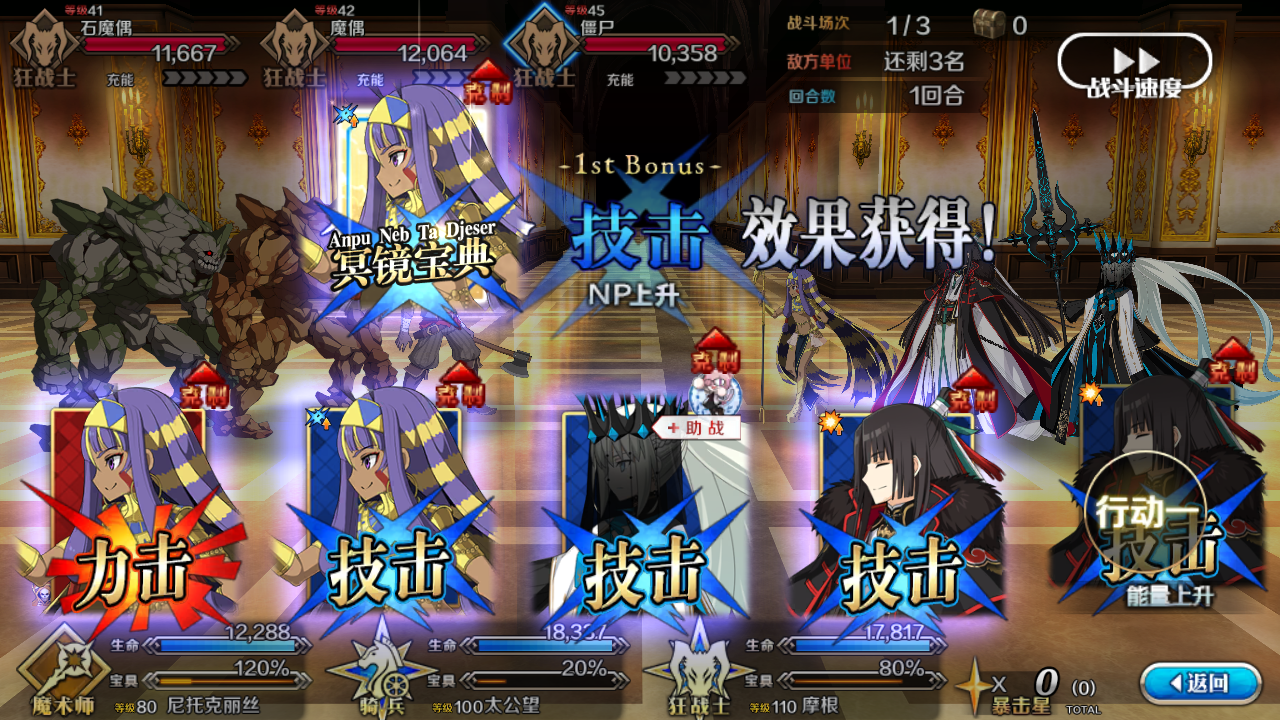 等级41
石魔偶
11,667
狂战士
充能
等级42
魔偶
12,064
狂战士
充能
等级45
僵尸
10,358
狂战士
充能
战斗场次 1/3
0
敌方单位 还剩3名
回合数 1回合
战斗速度
克制
Anpu Neb Ta Djeser
冥镜宝典
1st Bonus
技击
效果获得!
NP上升
克制
力击
克制
技击
克制
+助战
技击
克制
技击
克制
行动一
技击
能量上升
生命 12,288
宝具 120%
魔术师
等级80 尼托克丽丝
生命 18,337
宝具 20%
骑兵
等级100 太公望
生命 17,817
宝具 80%
狂战士
等级110 摩根
X 0 (0)
暴击星 TOTAL
返回